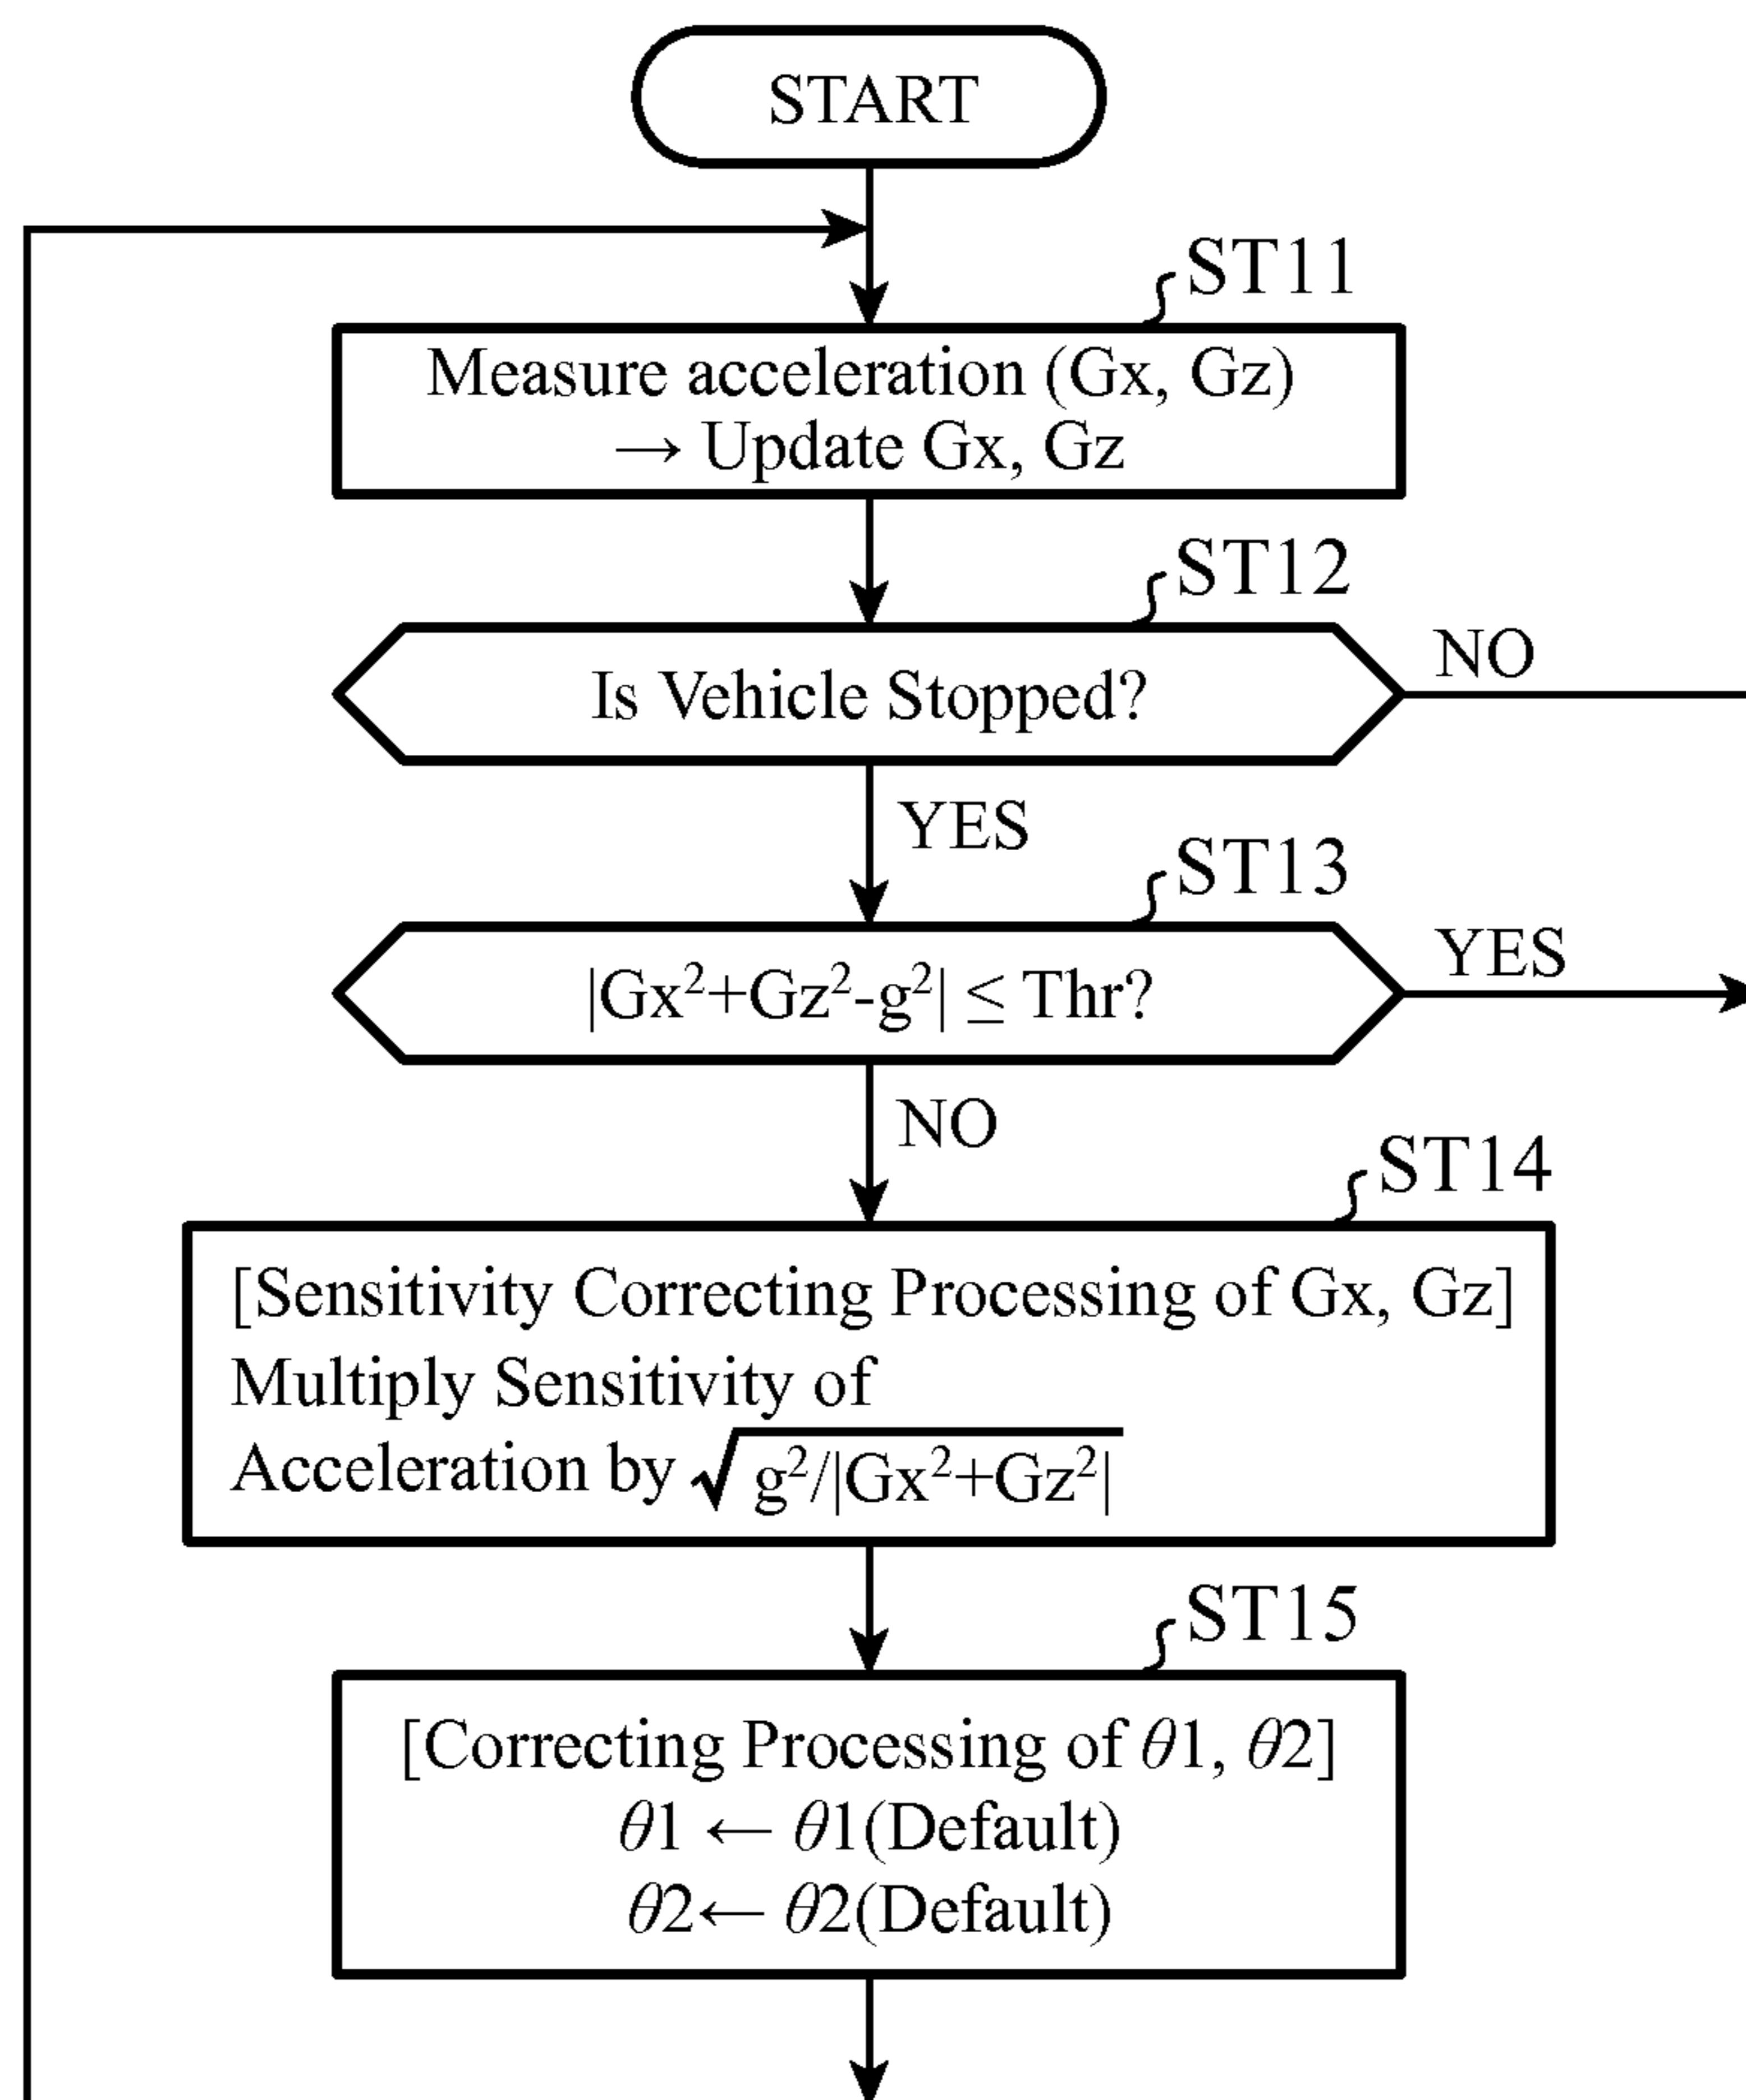 START
ST11
Measure acceleration (Gx, Gz)
→ Update Gx, Gz
ST12
Is Vehicle Stopped?
NO
YES
ST13
|Gx²+Gz²-g²| ≤ Thr?
YES
NO
ST14
[Sensitivity Correcting Processing of Gx, Gz]
Multiply Sensitivity of
Acceleration by √g²/|Gx²+Gz²|
ST15
[Correcting Processing of θ1, θ2]
θ1 ← θ1(Default)
θ2← θ2(Default)